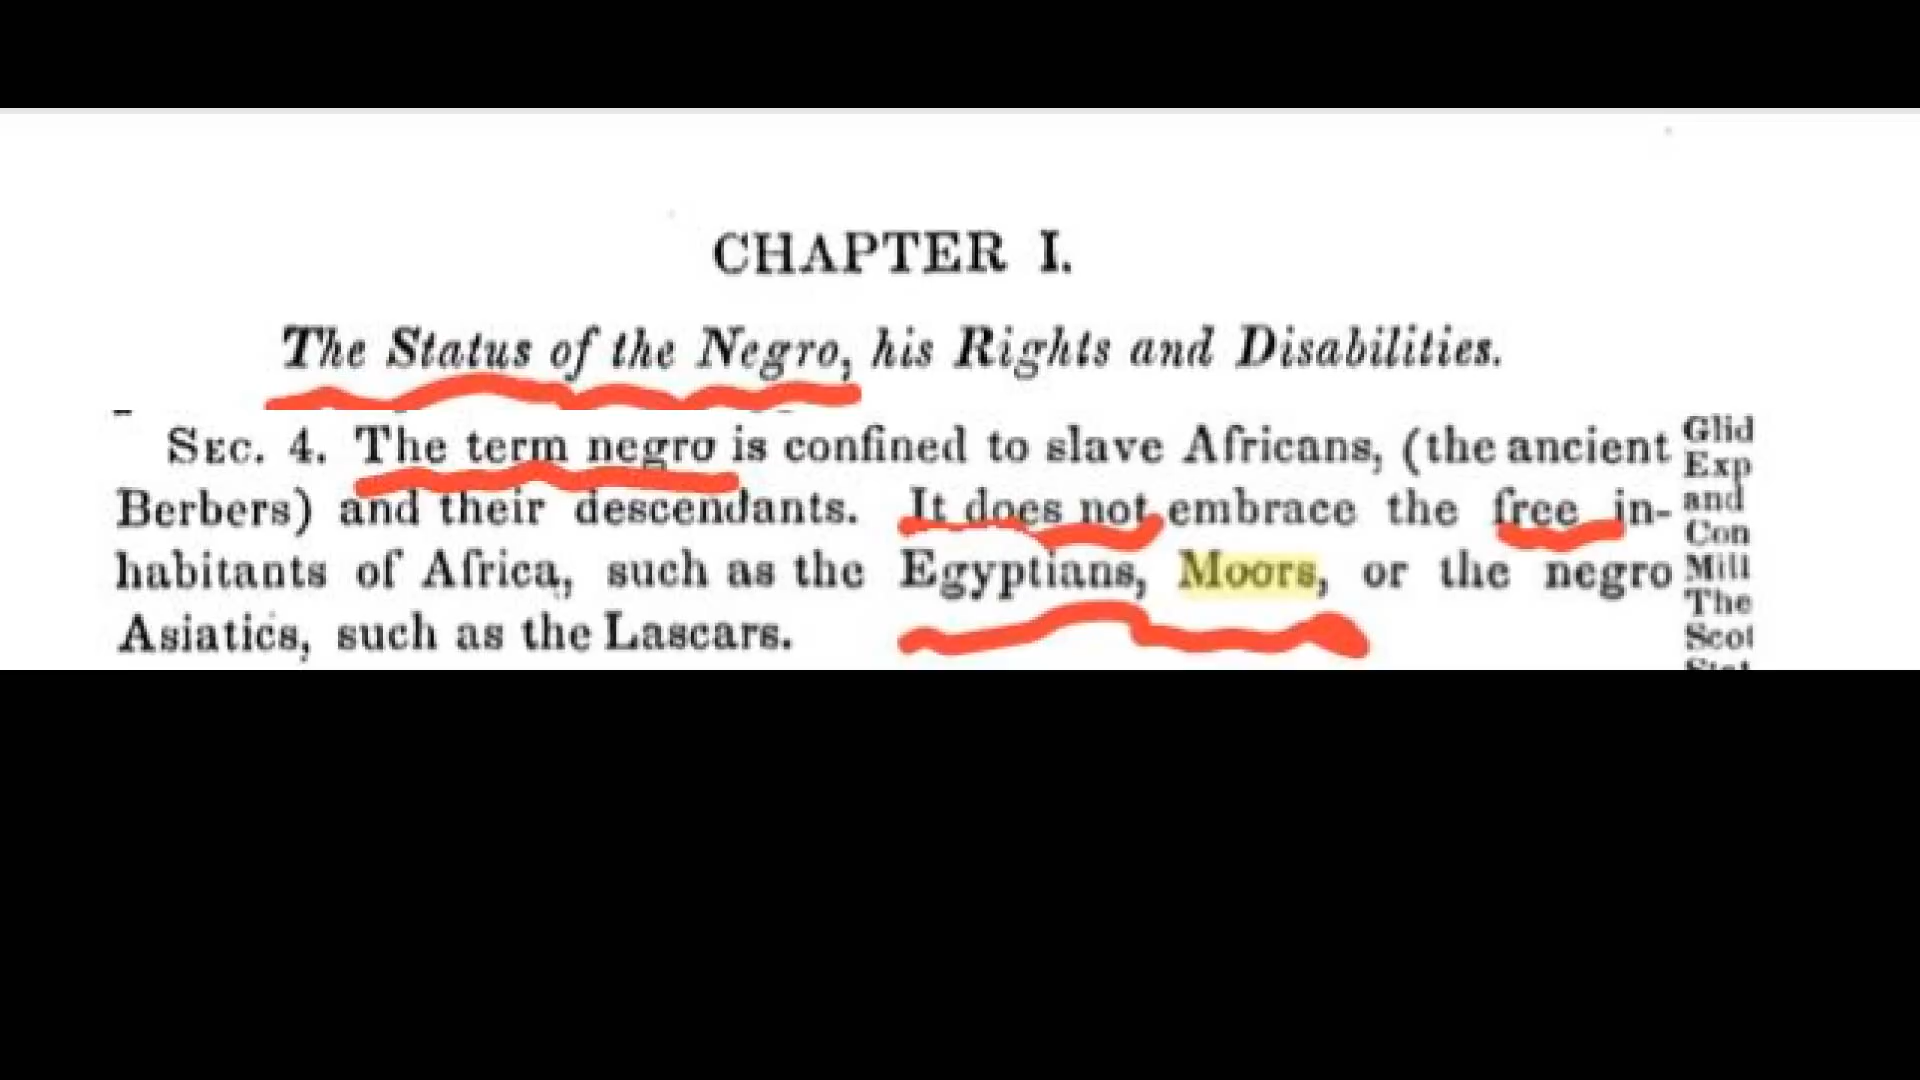 CHAPTER I.
The Status of the Negro, his Rights and Disabilities.
SEC. 4. The term negro is confined to slave Africans, (the ancient
Berbers) and their descendants. It does not embrace the free in-
habitants of Africa, such as the Egyptians, Moors, or the negro
Asiatics, such as the Lascars.
Glid
Exp
and
Con
Mill
The
Scot